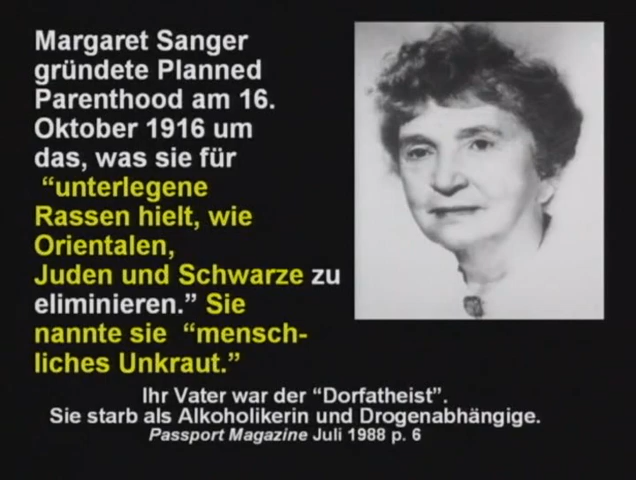 Margaret Sanger
gründete Planned
Parenthood am 16.
Oktober 1916 um
das, was sie für
“unterlegene
Rassen hielt, wie
Orientalen,
Juden und Schwarze zu
eliminieren.” Sie
nannte sie “mensch-
liches Unkraut.”
Ihr Vater war der “Dorfatheist”.
Sie starb als Alkoholikerin und Drogenabhängige.
Passport Magazine Juli 1988 p. 6